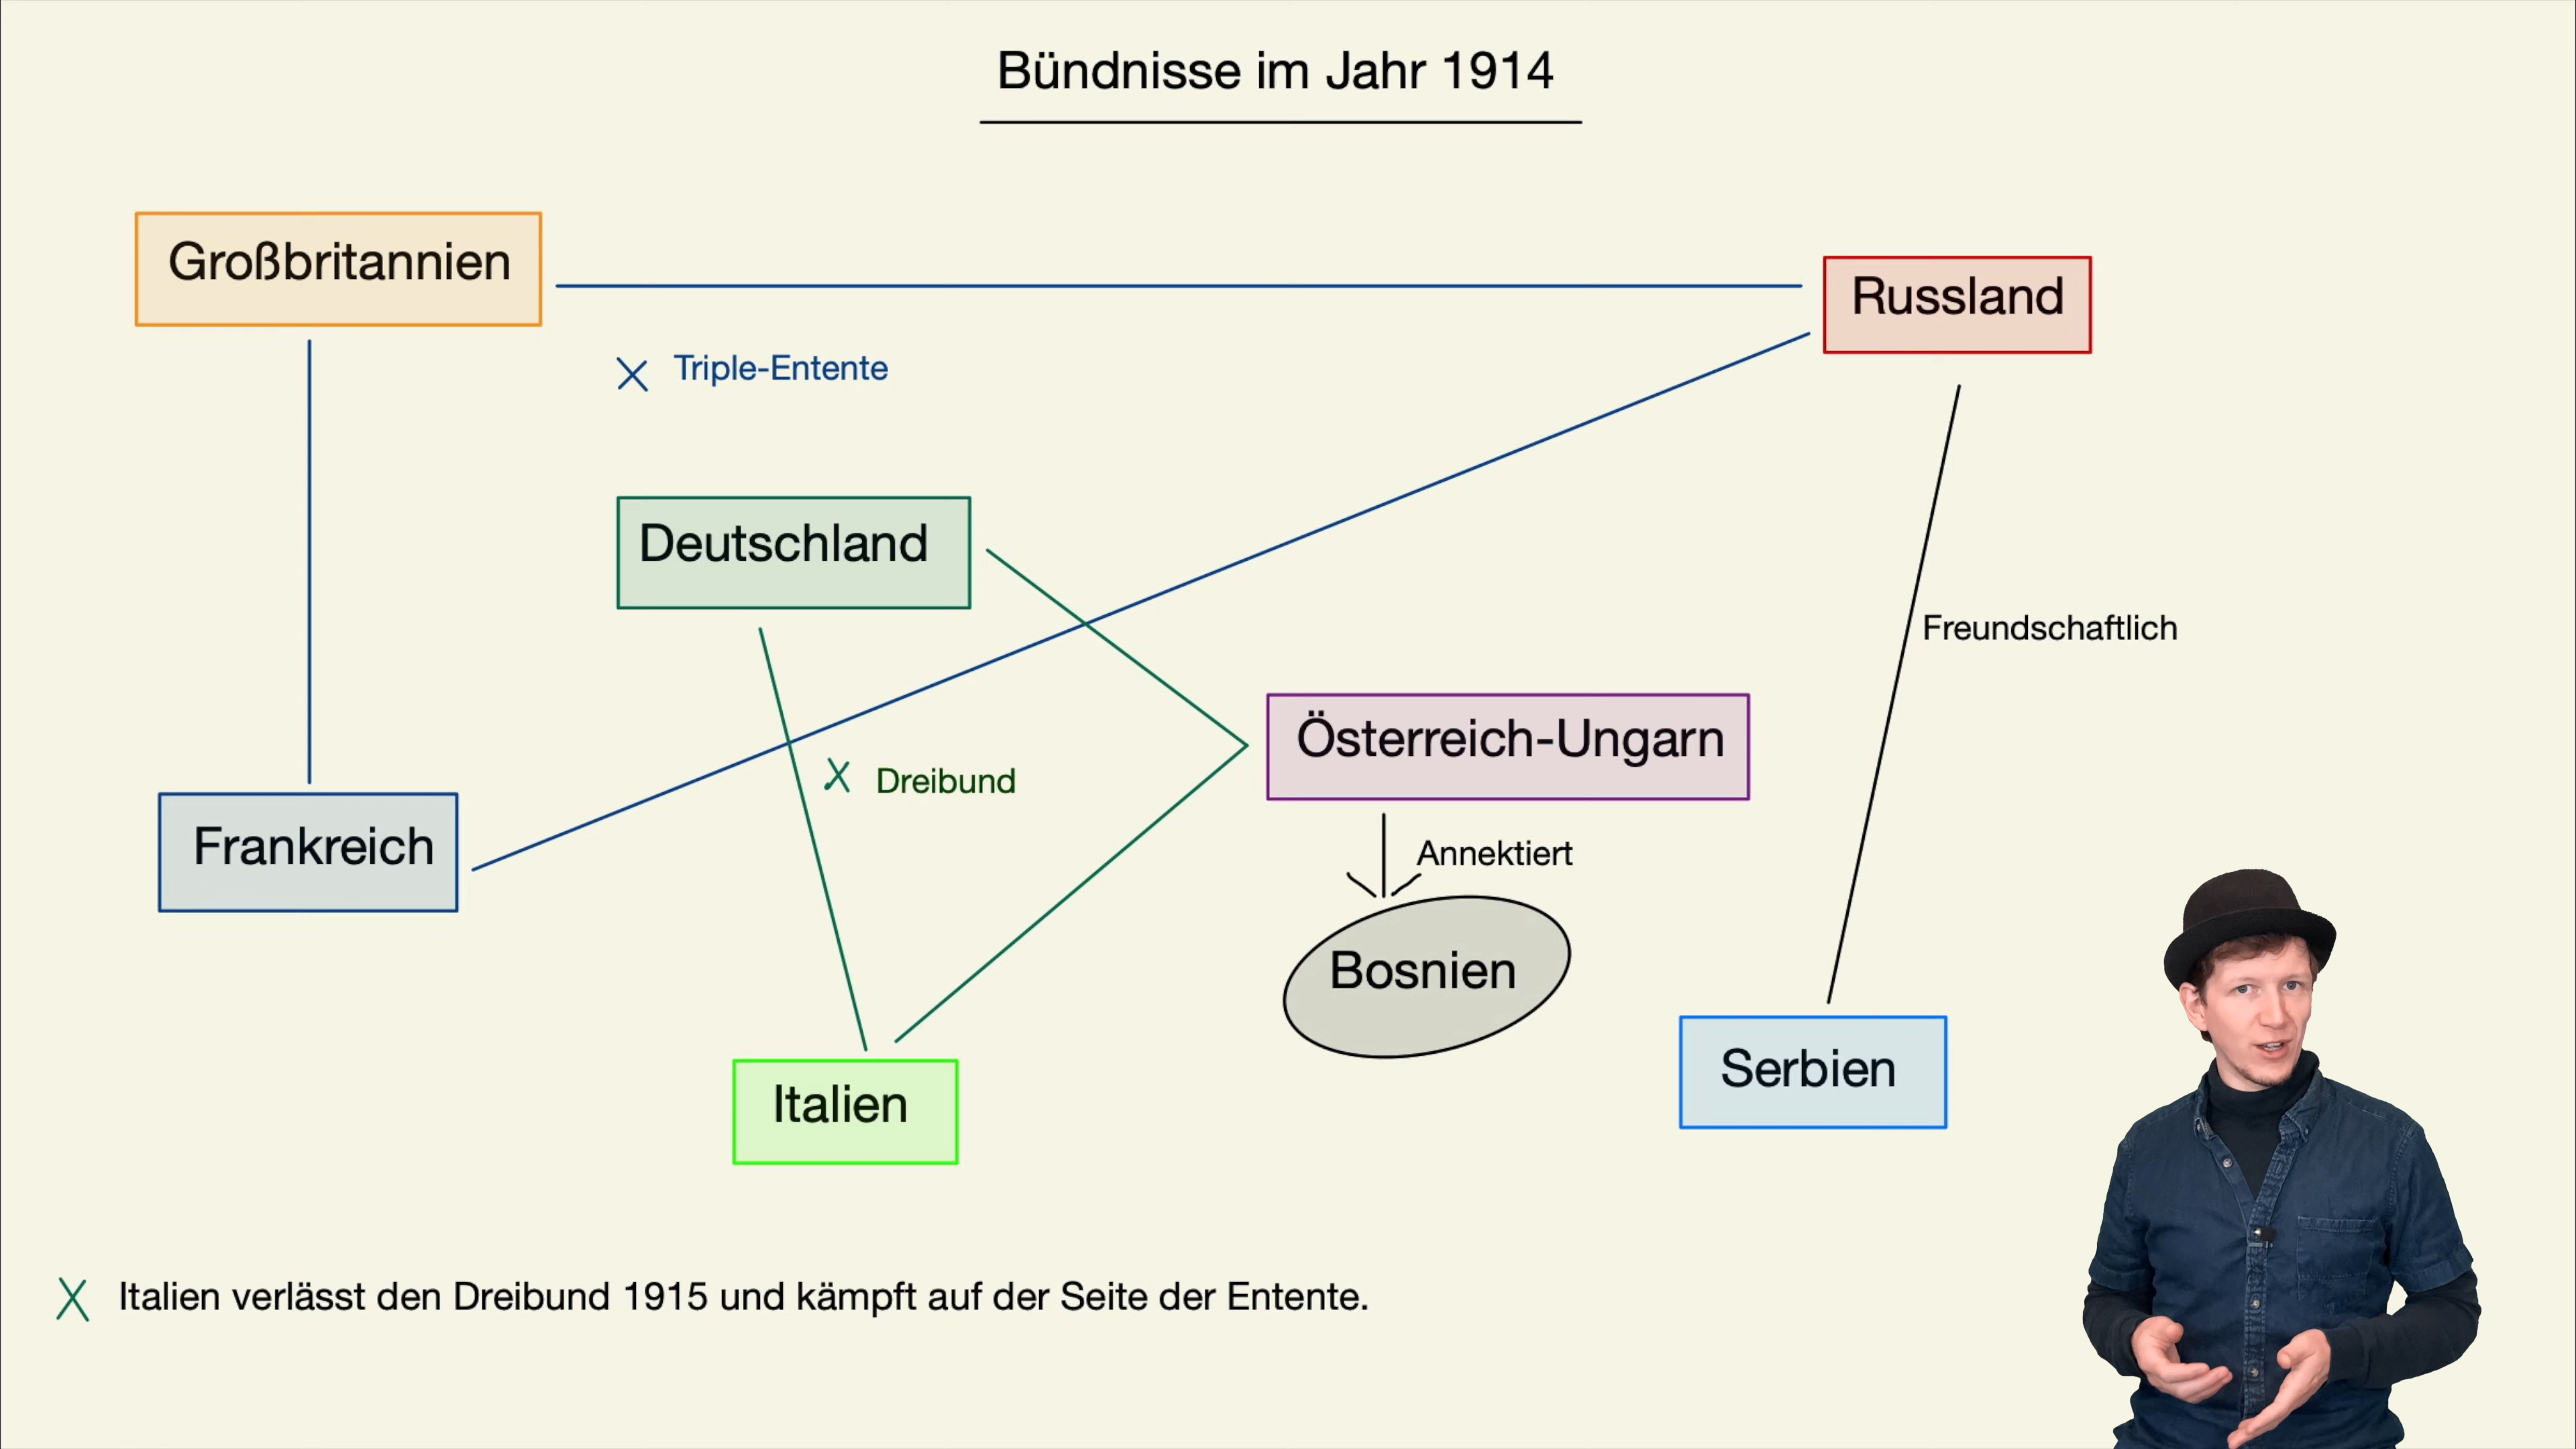 Bündnisse im Jahr 1914
Großbritannien
Russland
Triple-Entente
Deutschland
Freundschaftlich
Österreich-Ungarn
Dreibund
Frankreich
Annektiert
Bosnien
Serbien
Italien
Italien verlässt den Dreibund 1915 und kämpft auf der Seite der Entente.